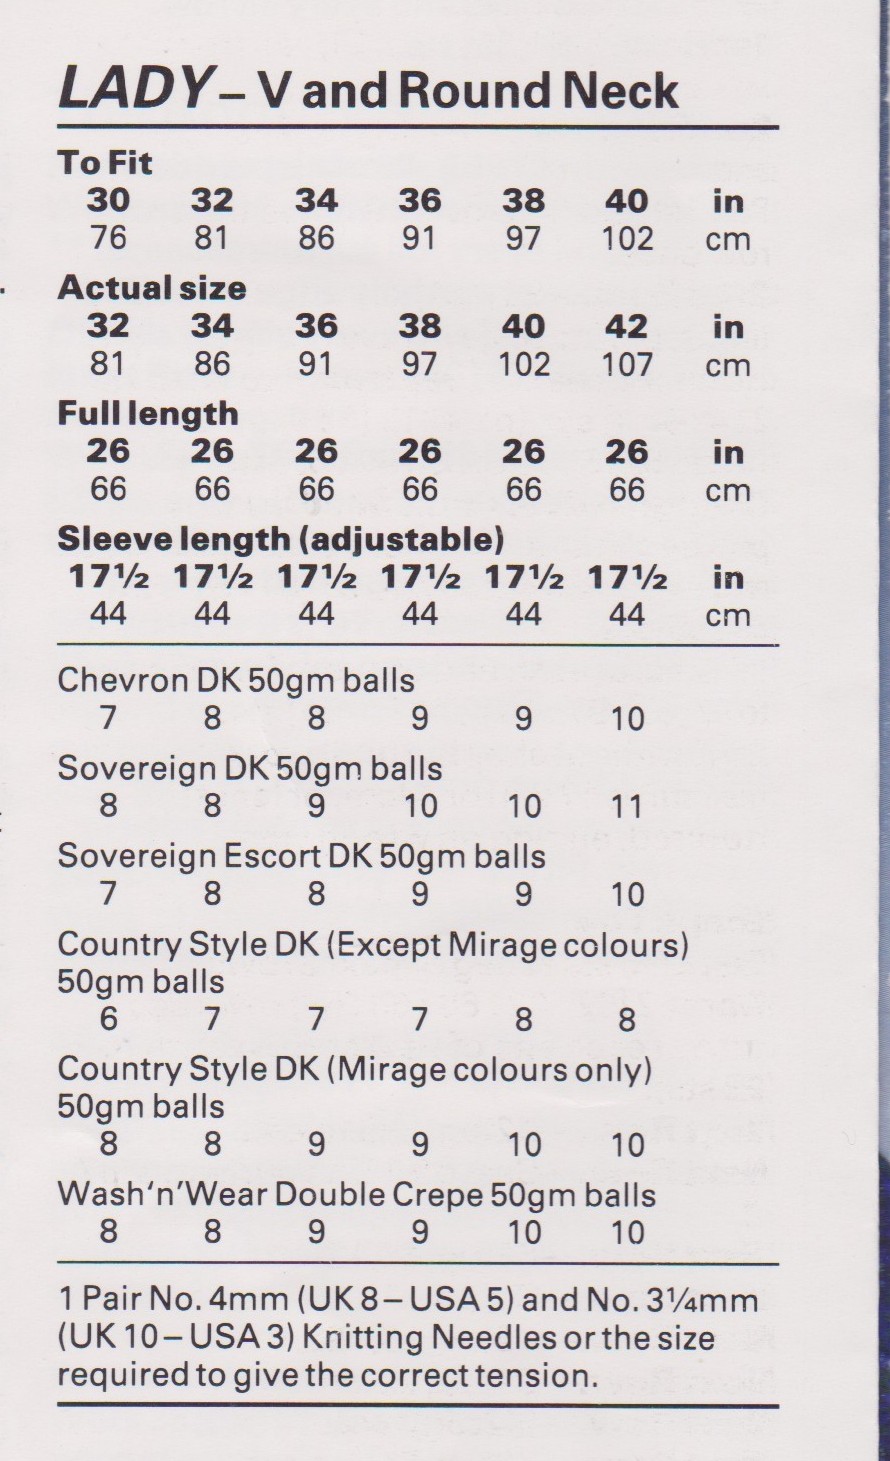 LADY – V and Round Neck
To Fit
30 32 34 36 38 40 in
76 81 86 91 97 102 cm
Actual size
32 34 36 38 40 42 in
81 86 91 97 102 107 cm
Full length
26 26 26 26 26 26 in
66 66 66 66 66 66 cm
Sleeve length (adjustable)
17½ 17½ 17½ 17½ 17½ 17½ in
44 44 44 44 44 44 cm
Chevron DK 50gm balls
7 8 8 9 9 10
Sovereign DK 50gm balls
8 8 9 10 10 11
Sovereign Escort DK 50gm balls
7 8 8 9 9 10
Country Style DK (Except Mirage colours)
50gm balls
6 7 7 7 8 8
Country Style DK (Mirage colours only)
50gm balls
8 8 9 9 10 10
Wash'n'Wear Double Crepe 50gm balls
8 8 9 9 10 10
1 Pair No. 4mm (UK 8 – USA 5) and No. 3¼mm
(UK 10 – USA 3) Knitting Needles or the size
required to give the correct tension.